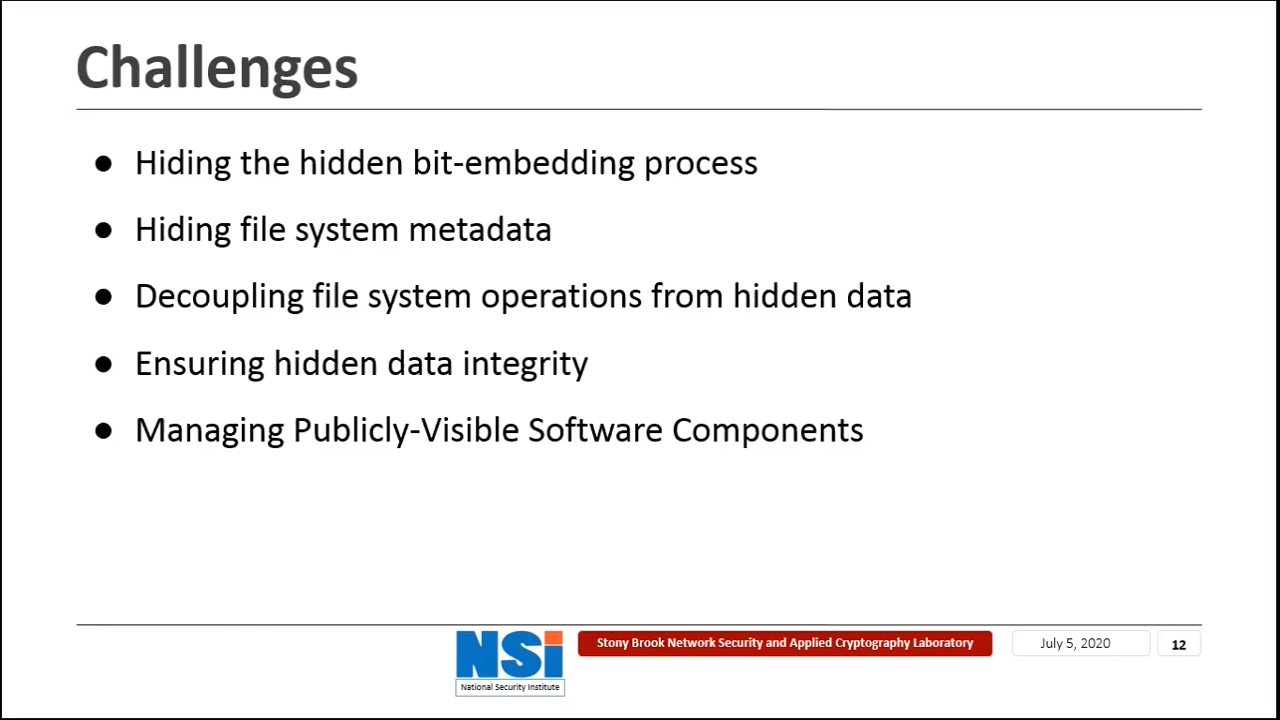 Challenges
● Hiding the hidden bit-embedding process
● Hiding file system metadata
● Decoupling file system operations from hidden data
● Ensuring hidden data integrity
● Managing Publicly-Visible Software Components
NSi
National Security Institute
Stony Brook Network Security and Applied Cryptography Laboratory
July 5, 2020
12